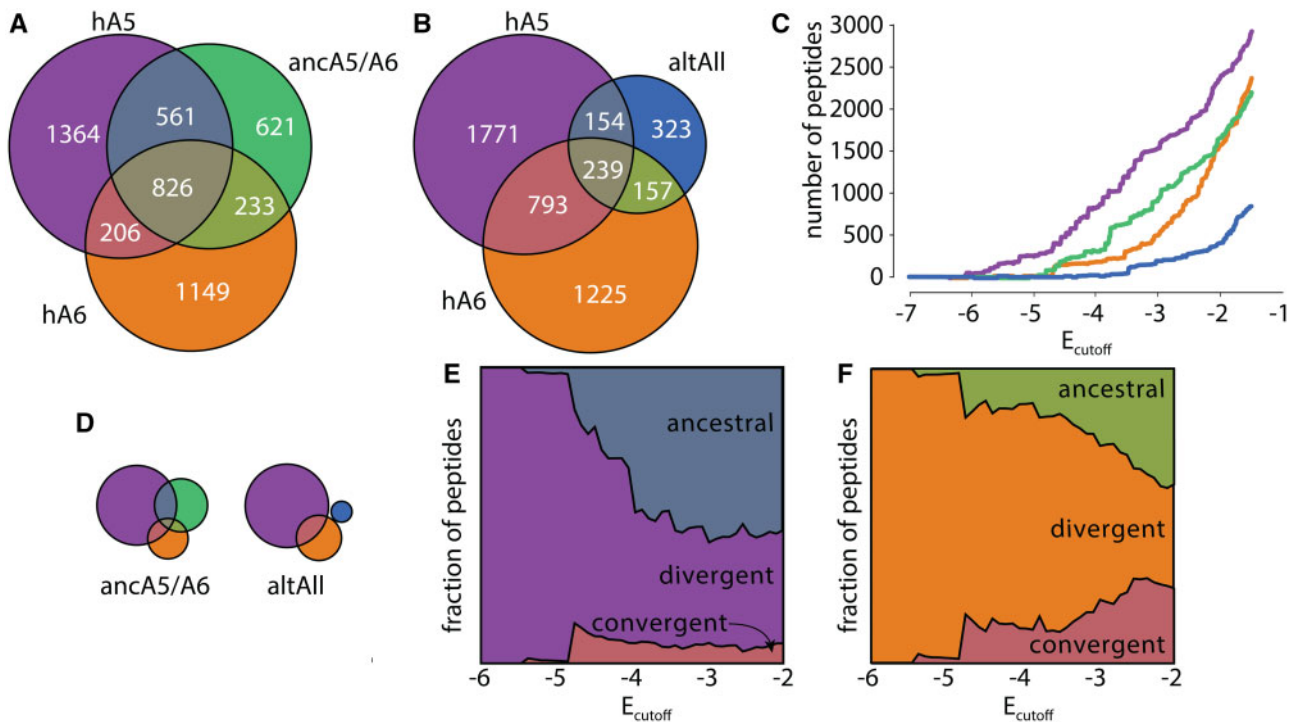 A
hA5
ancA5/A6
1364
561
621
826
206
233
1149
hA6
B
hA5
altAll
1771
154
323
239
793
157
1225
hA6
C
number of peptides
3000
2500
2000
1500
1000
500
0
-7 -6 -5 -4 -3 -2 -1
Ecutoff
D
ancA5/A6
altAll
E
fraction of peptides
ancestral
divergent
convergent
-6 -5 -4 -3 -2
Ecutoff
F
fraction of peptides
ancestral
divergent
convergent
-6 -5 -4 -3 -2
Ecutoff